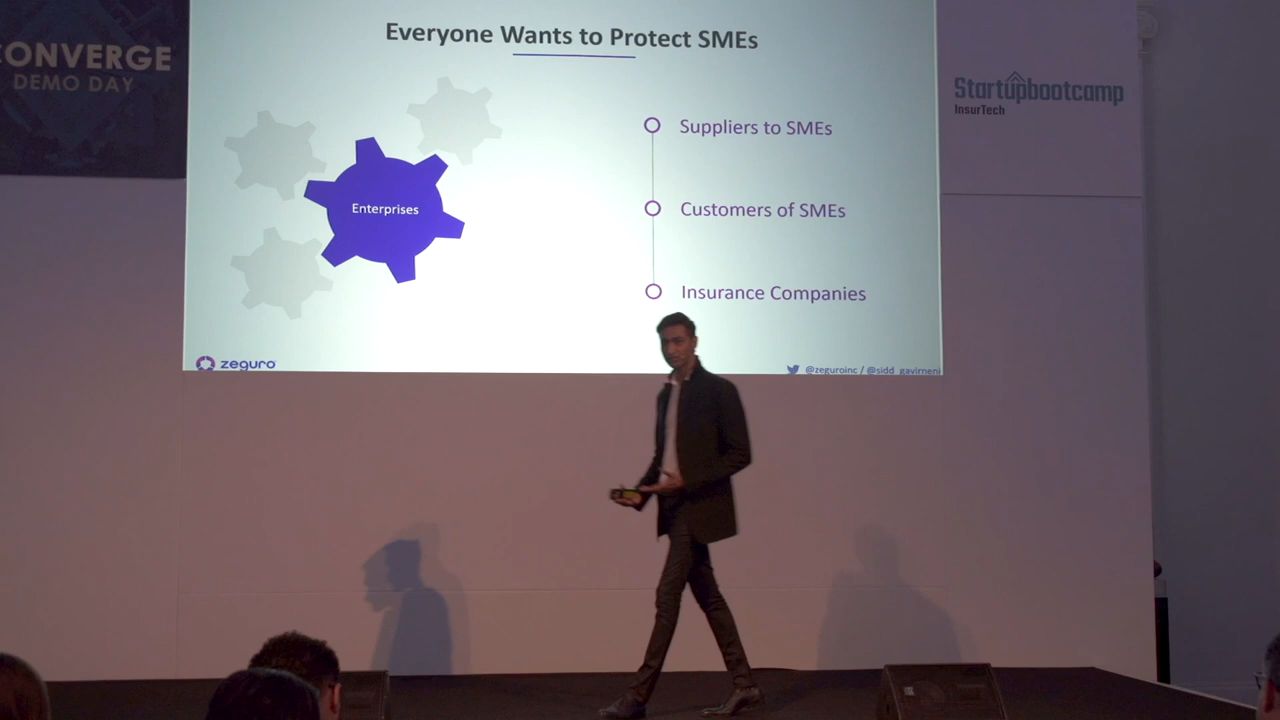 CONVERGE
DEMO DAY
Everyone Wants to Protect SMEs
Enterprises
Suppliers to SMEs
Customers of SMEs
Insurance Companies
zeguro
@zeguroinc / @sidd_gavirneni
Startupbootcamp
InsurTech